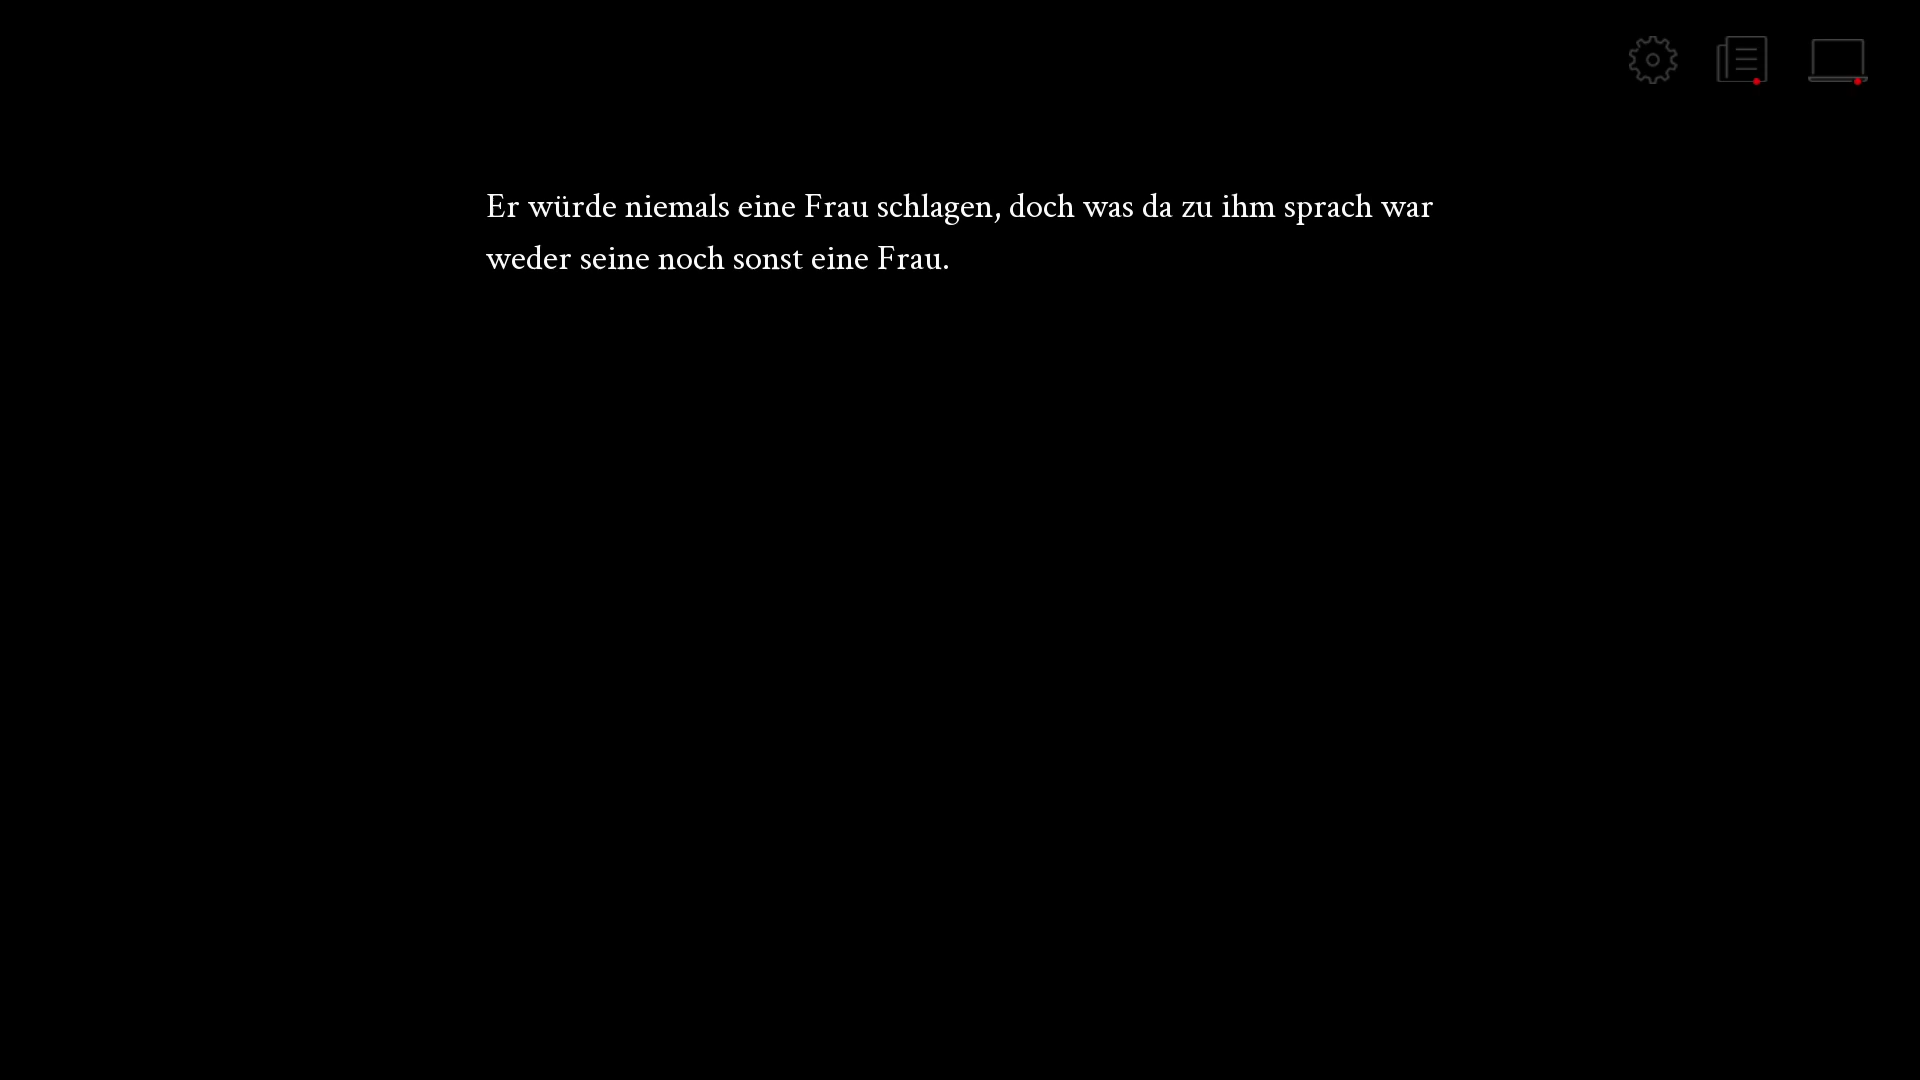 Er würde niemals eine Frau schlagen, doch was da zu ihm sprach war
weder seine noch sonst eine Frau.